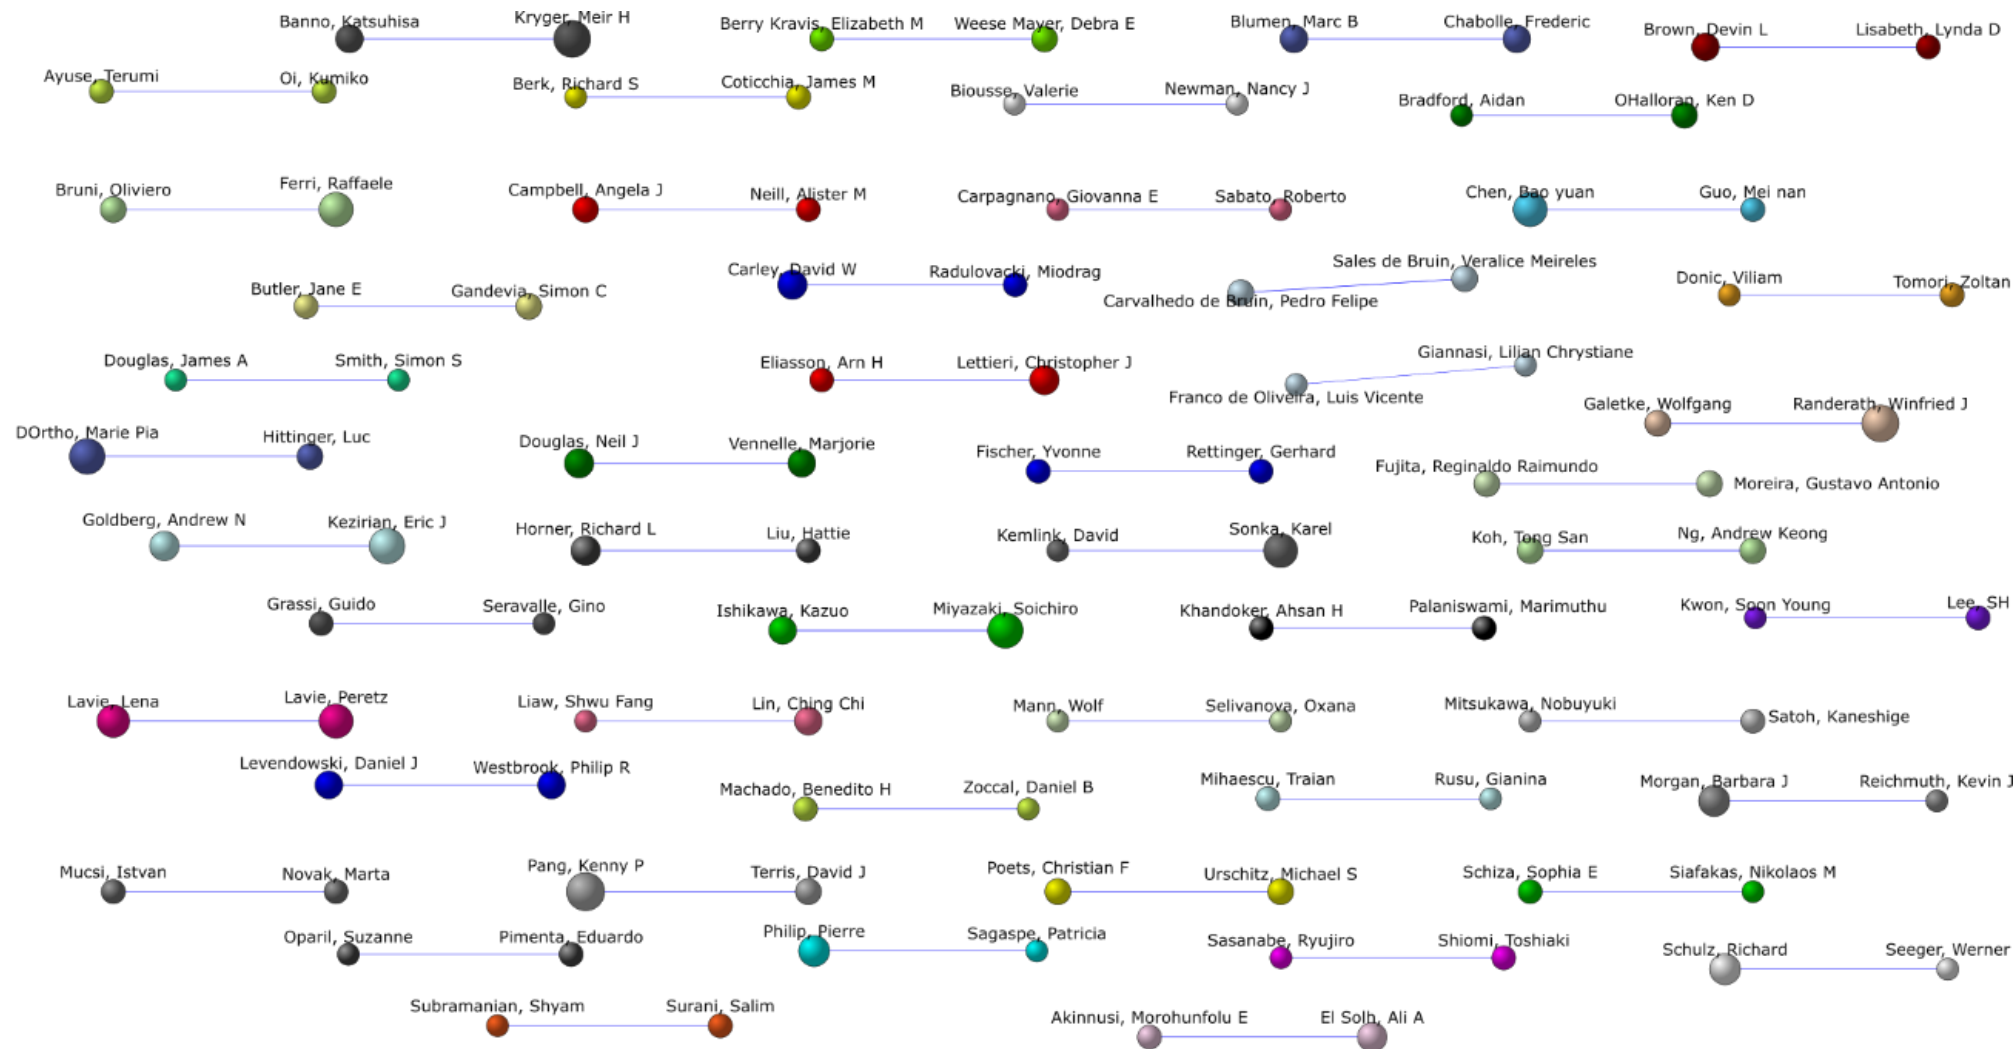 Banno, Katsuhisa
Kryger, Meir H
Berry Kravis, Elizabeth M
Weese Mayer, Debra E
Blumen, Marc B
Chabolle, Frederic
Brown, Devin L
Lisabeth, Lynda D
Ayuse, Terumi
Oi, Kumiko
Berk, Richard S
Coticchia, James M
Biousse, Valerie
Newman, Nancy J
Bradford, Aidan
OHalloran, Ken D
Bruni, Oliviero
Ferri, Raffaele
Campbell, Angela J
Neill, Alister M
Carpagnano, Giovanna E
Sabato, Roberto
Chen, Bao yuan
Guo, Mei nan
Butler, Jane E
Gandevia, Simon C
Carley, David W
Radulovacki, Miodrag
Carvalhedo de Bruin, Pedro Felipe
Sales de Bruin, Veralice Meireles
Donic, Viliam
Tomori, Zoltan
Douglas, James A
Smith, Simon S
Eliasson, Arn H
Lettieri, Christopher J
Franco de Oliveira, Luis Vicente
Giannasi, Lilian Chrystiane
Galetke, Wolfgang
Randerath, Winfried J
DOrtho, Marie Pia
Hittinger, Luc
Douglas, Neil J
Vennelle, Marjorie
Fischer, Yvonne
Rettinger, Gerhard
Fujita, Reginaldo Raimundo
Moreira, Gustavo Antonio
Goldberg, Andrew N
Kezirian, Eric J
Horner, Richard L
Liu, Hattie
Kemlink, David
Sonka, Karel
Koh, Tong San
Ng, Andrew Keong
Grassi, Guido
Seravalle, Gino
Ishikawa, Kazuo
Miyazaki, Soichiro
Khandoker, Ahsan H
Palaniswami, Marimuthu
Kwon, Soon Young
Lee, SH
Lavie, Lena
Lavie, Peretz
Liaw, Shwu Fang
Lin, Ching Chi
Mann, Wolf
Selivanova, Oxana
Mitsukawa, Nobuyuki
Satoh, Kaneshige
Levendowski, Daniel J
Westbrook, Philip R
Machado, Benedito H
Zoccal, Daniel B
Mihaescu, Traian
Rusu, Gianina
Morgan, Barbara J
Reichmuth, Kevin J
Mucsi, Istvan
Novak, Marta
Pang, Kenny P
Terris, David J
Poets, Christian F
Urschitz, Michael S
Schiza, Sophia E
Siafakas, Nikolaos M
Oparil, Suzanne
Pimenta, Eduardo
Philip, Pierre
Sagaspe, Patricia
Sasanabe, Ryujiro
Shiomi, Toshiaki
Schulz, Richard
Seeger, Werner
Subramanian, Shyam
Surani, Salim
Akinnusi, Morohunfolu E
El Solh, Ali A